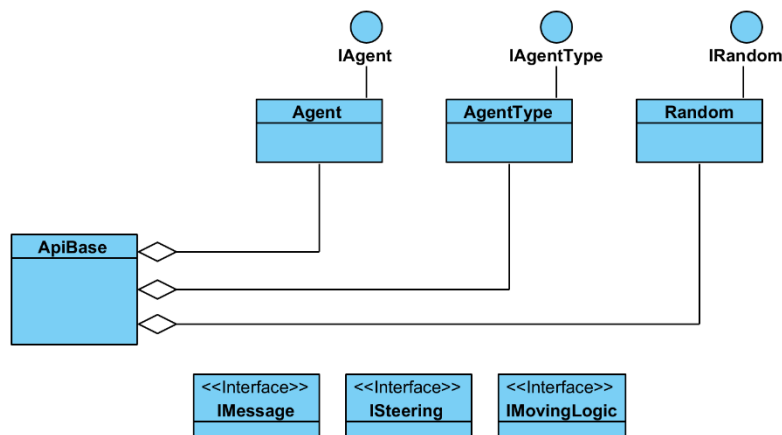 IAgent
IAgentType
IRandom
Agent
AgentType
Random
ApiBase
<<Interface>>
IMessage
<<Interface>>
ISteering
<<Interface>>
IMovingLogic